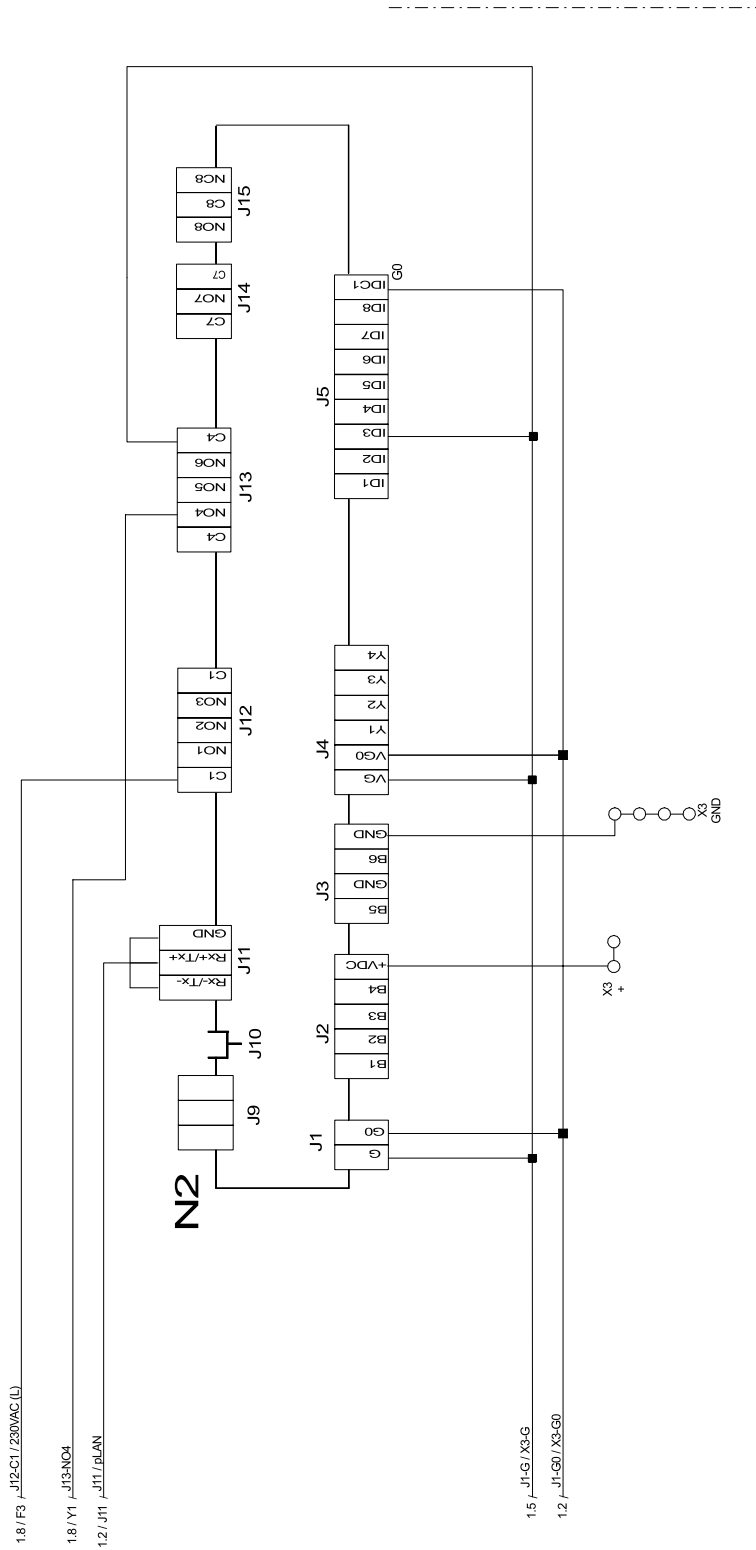 NC8
C8
NO8
J15
C7
NO7
C7
J14
C4
NO6
NO5
NO4
C4
J13
C1
NO3
NO2
NO1
C1
J12
GND
Rx+/Tx+
Rx-/Tx-
J11
J10
J9
N2
G0
IDC1
ID8
ID7
ID6
ID5
ID4
ID3
ID2
ID1
J5
Y4
Y3
Y2
Y1
VG0
VG
J4
GND
B6
GND
B5
J3
X3
GND
+VDC
B4
B3
B2
B1
J2
X3
+
G0
G
J1
1.8 / F3
J12-C1 / 230VAC (L)
1.8 / Y1
J13-NO4
1.2 / J11
J11 / pLAN
1.5 /
J1-G / X3-G
1.2 /
J1-G0 / X3-G0